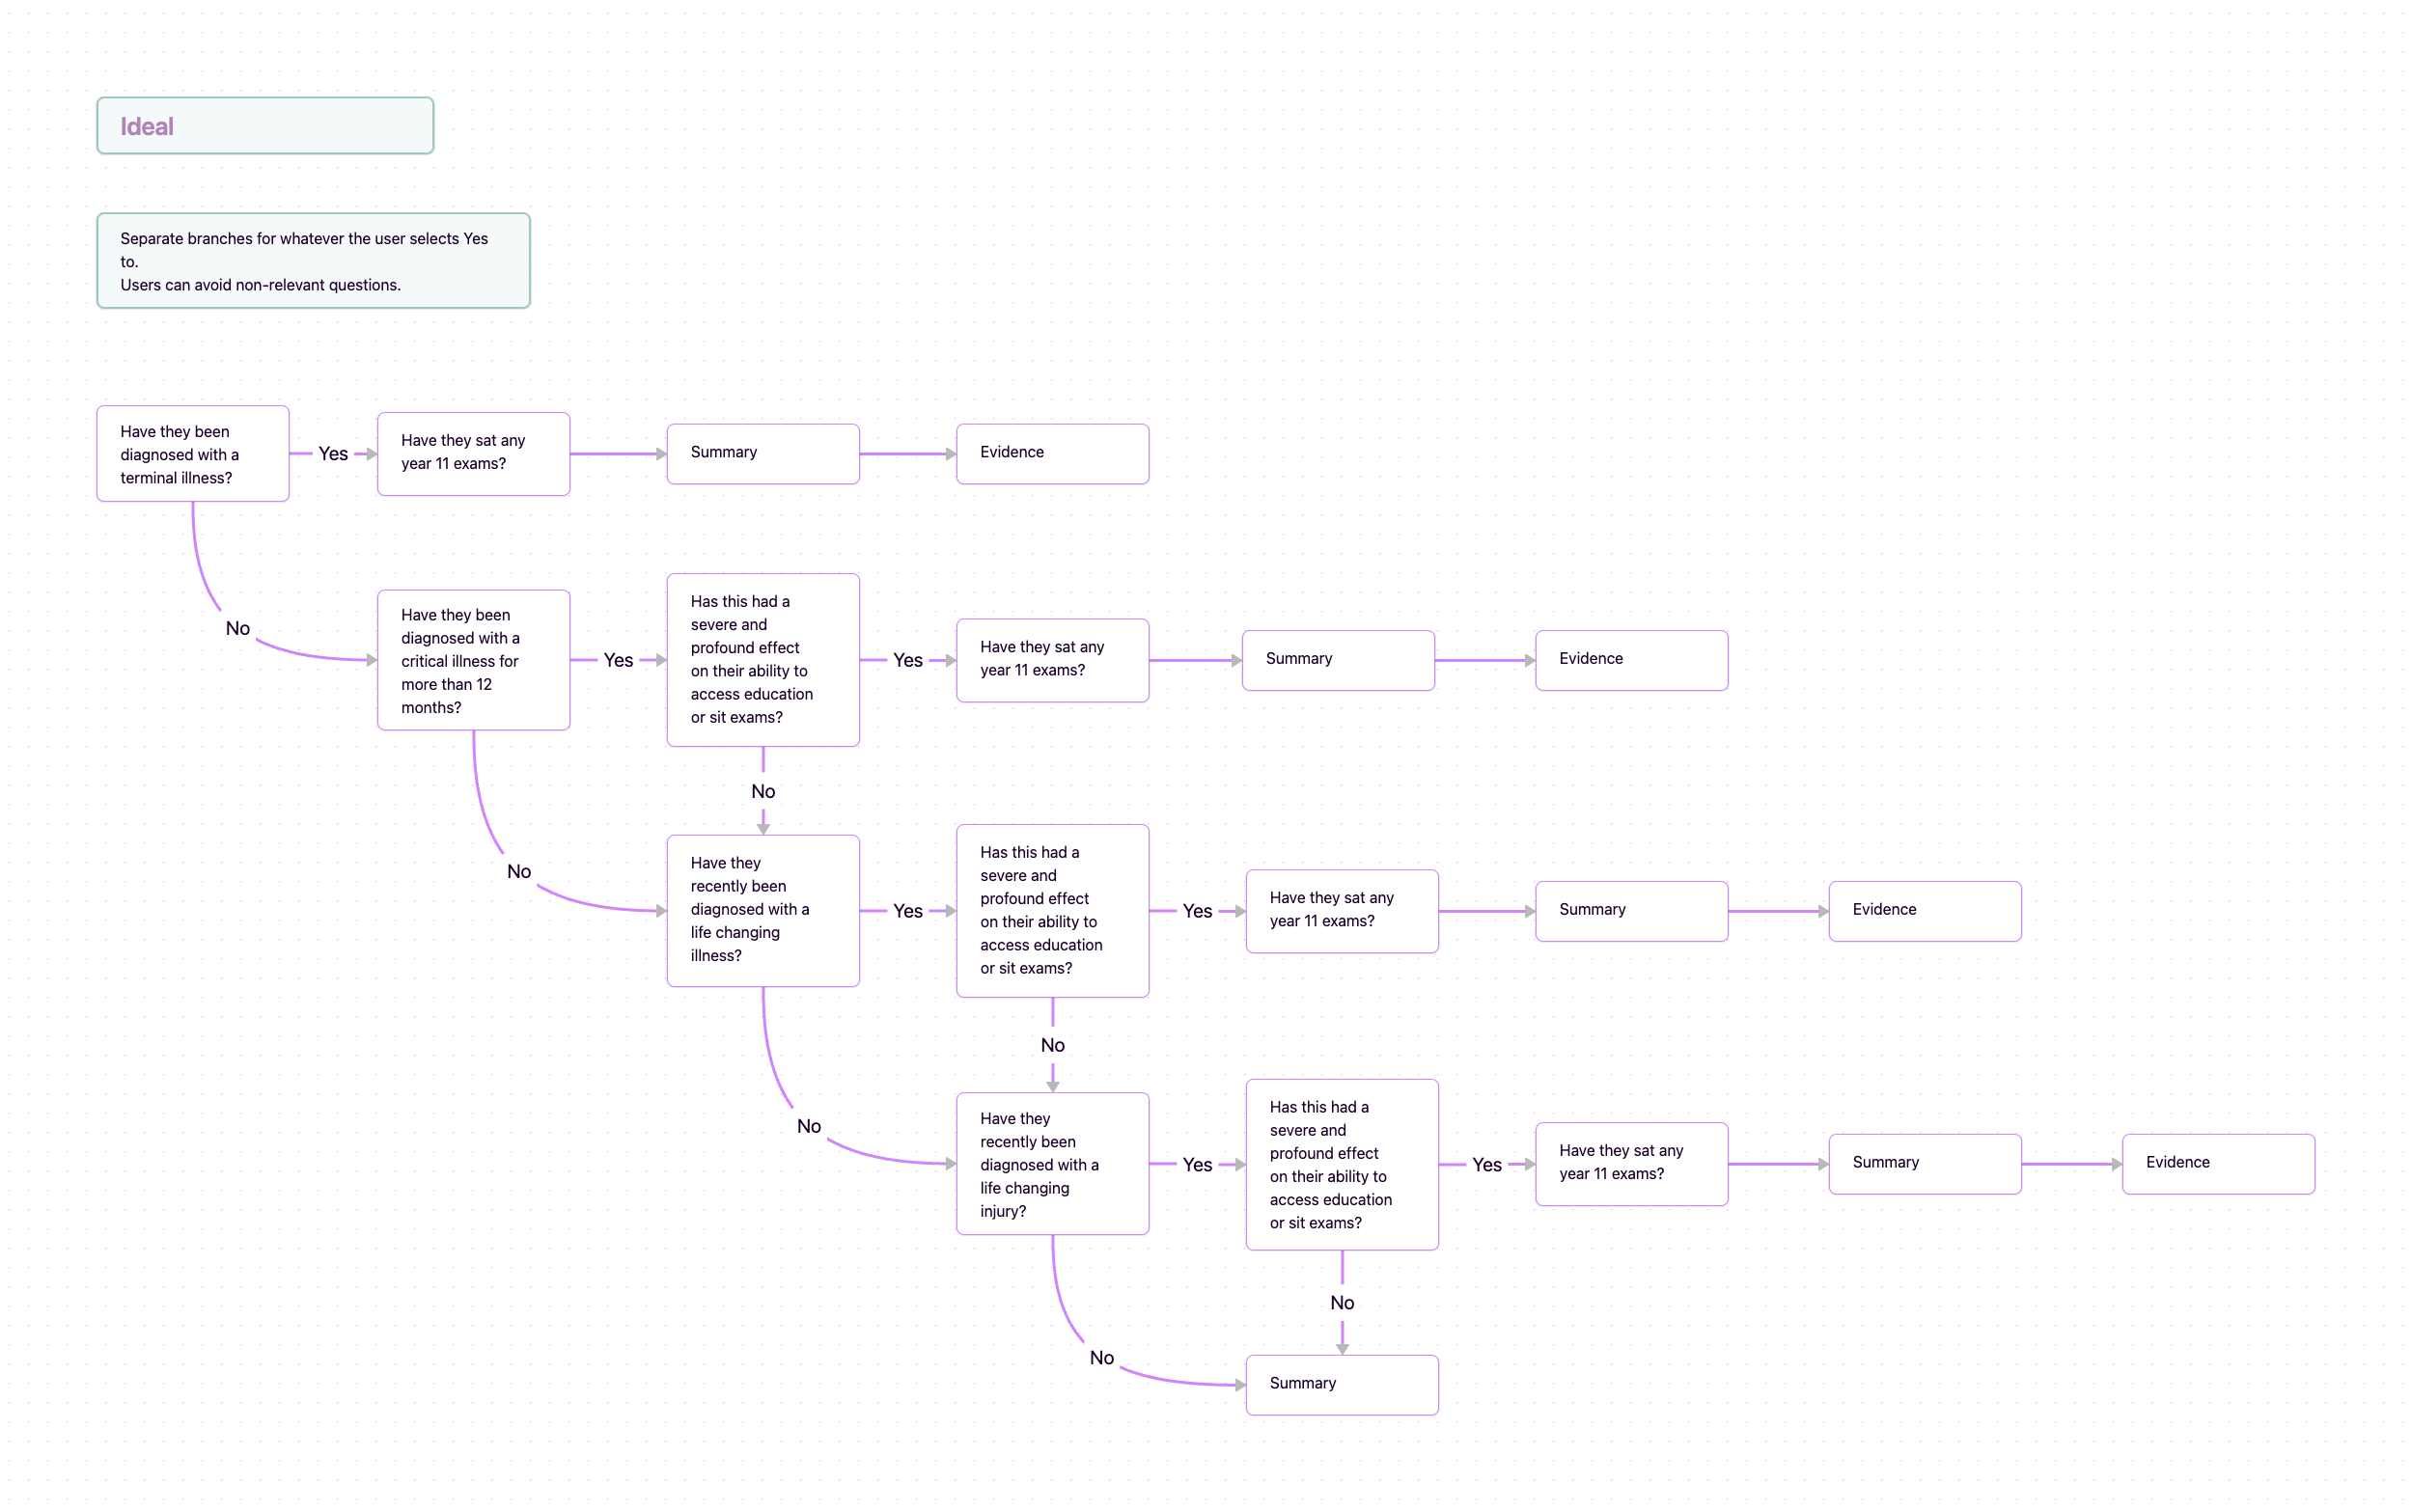 Ideal
Separate branches for whatever the user selects Yes
to.
Users can avoid non-relevant questions.
Have they been
diagnosed with a
terminal illness?
Yes
Have they sat any
year 11 exams?
Summary
Evidence
No
Have they been
diagnosed with a
critical illness for
more than 12
months?
Yes
Has this had a
severe and
profound effect
on their ability to
access education
or sit exams?
Yes
Have they sat any
year 11 exams?
Summary
Evidence
No
No
Have they
recently been
diagnosed with a
life changing
illness?
Yes
Has this had a
severe and
profound effect
on their ability to
access education
or sit exams?
Yes
Have they sat any
year 11 exams?
Summary
Evidence
No
No
Have they
recently been
diagnosed with a
life changing
injury?
Yes
Has this had a
severe and
profound effect
on their ability to
access education
or sit exams?
Yes
Have they sat any
year 11 exams?
Summary
Evidence
No
No
Summary